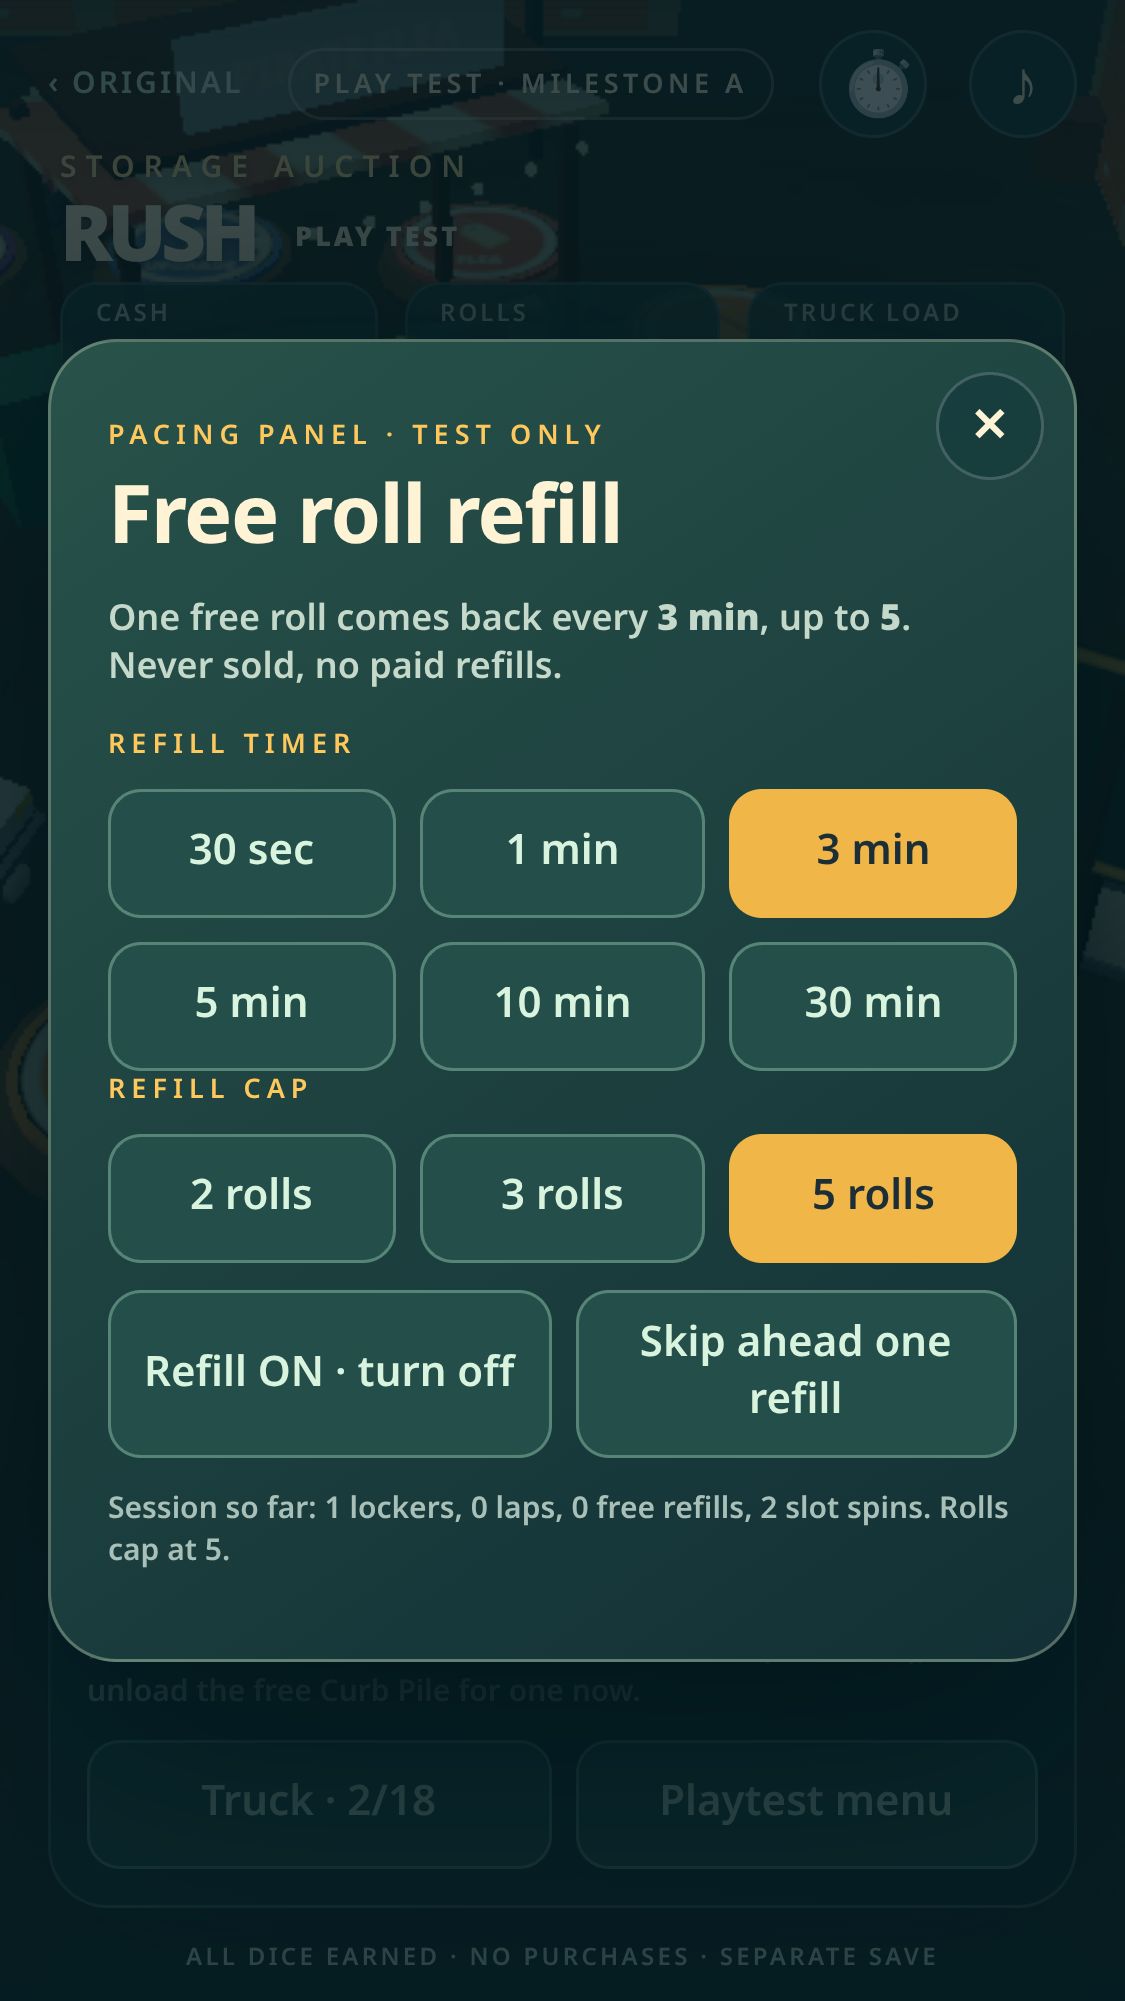 ‹ ORIGINAL
PLAY TEST · MILESTONE A
STORAGE AUCTION
RUSH PLAY TEST
CASH
ROLLS
TRUCK LOAD
PACING PANEL · TEST ONLY
Free roll refill
One free roll comes back every 3 min, up to 5.
Never sold, no paid refills.
REFILL TIMER
30 sec
1 min
3 min
5 min
10 min
30 min
REFILL CAP
2 rolls
3 rolls
5 rolls
Refill ON · turn off
Skip ahead one
refill
Session so far: 1 lockers, 0 laps, 0 free refills, 2 slot spins. Rolls
cap at 5.
unload the free Curb Pile for one now.
Truck · 2/18
Playtest menu
ALL DICE EARNED · NO PURCHASES · SEPARATE SAVE